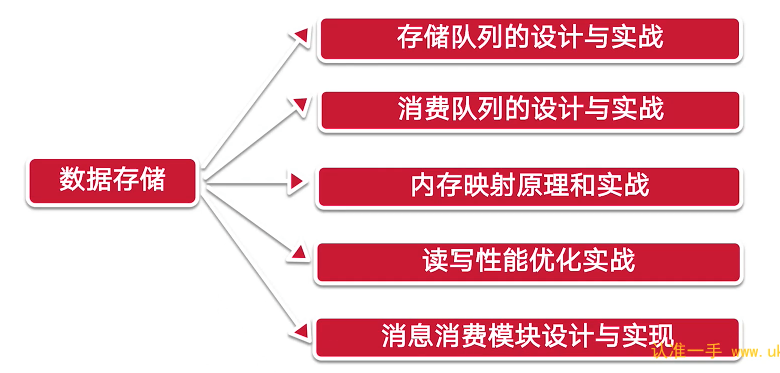 存储队列的设计与实战
消费队列的设计与实战
数据存储
内存映射原理和实战
读写性能优化实战
消息消费模块设计与实现
认准一手 www.uk